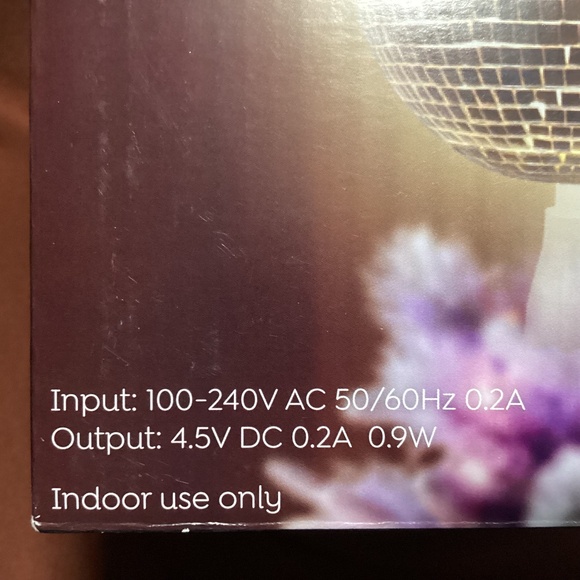 Input: 100-240V AC 50/60Hz 0.2A
Output: 4.5V DC 0.2A 0.9W
Indoor use only